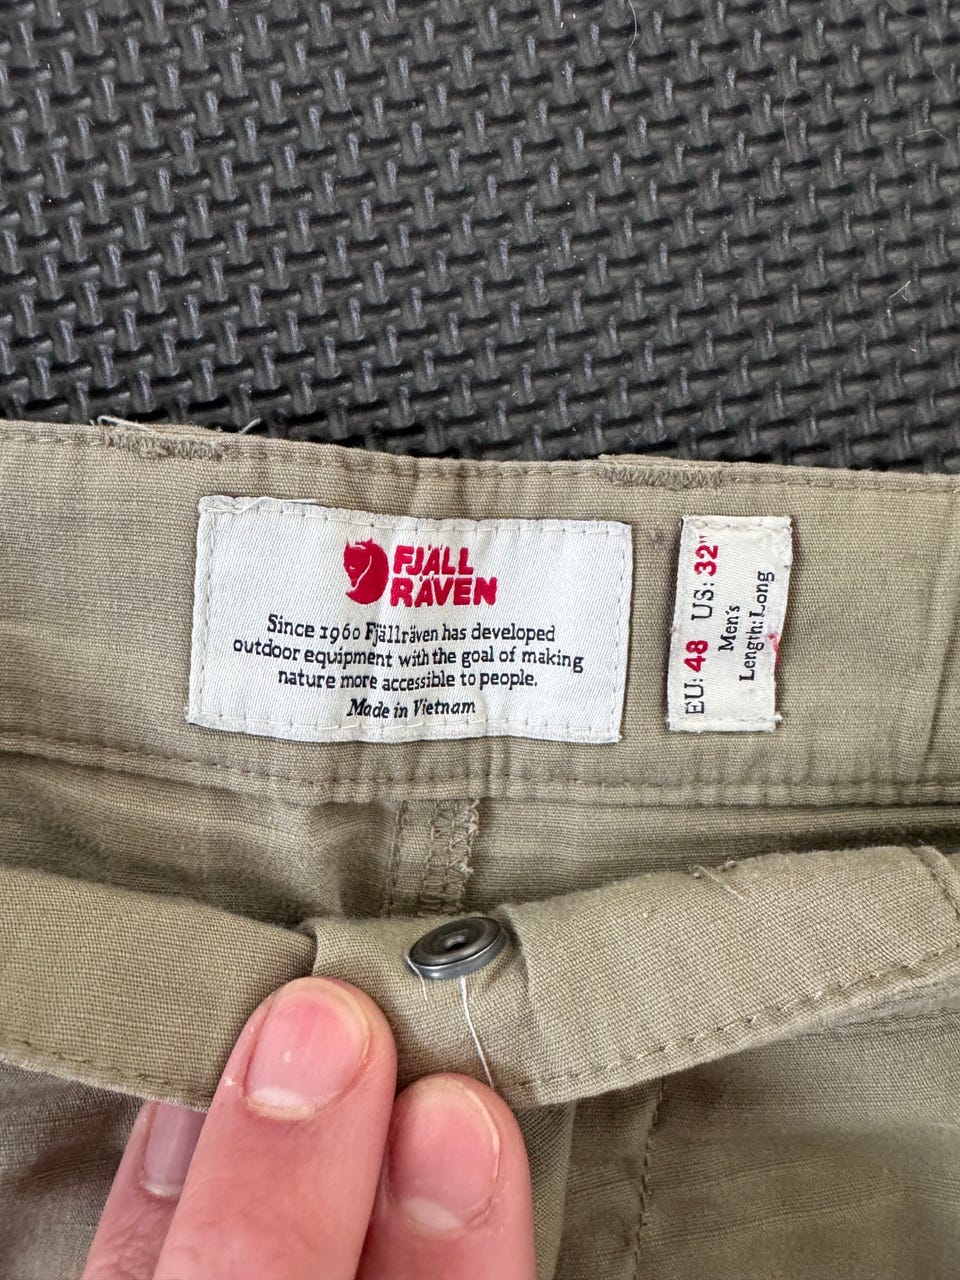 FJÄLL
RÄVEN
Since 1960 Fjällräven has developed
outdoor equipment with the goal of making
nature more accessible to people.
Made in Vietnam
EU: 48 US: 32"
Men's
Length: Long